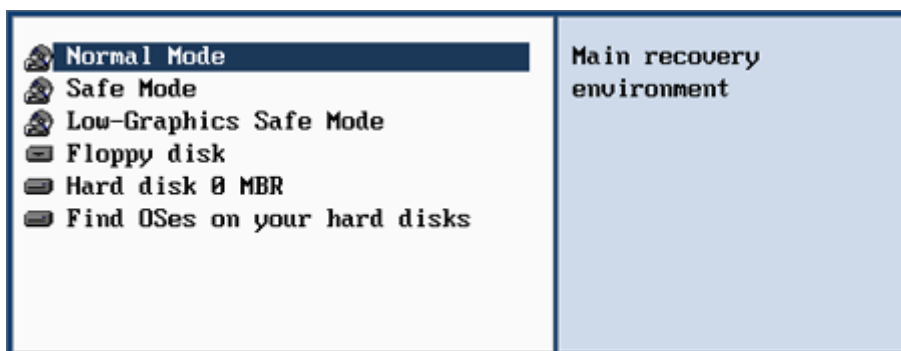 Normal Mode
Safe Mode
Low-Graphics Safe Mode
Floppy disk
Hard disk 0 MBR
Find OSes on your hard disks
Main recovery
environment